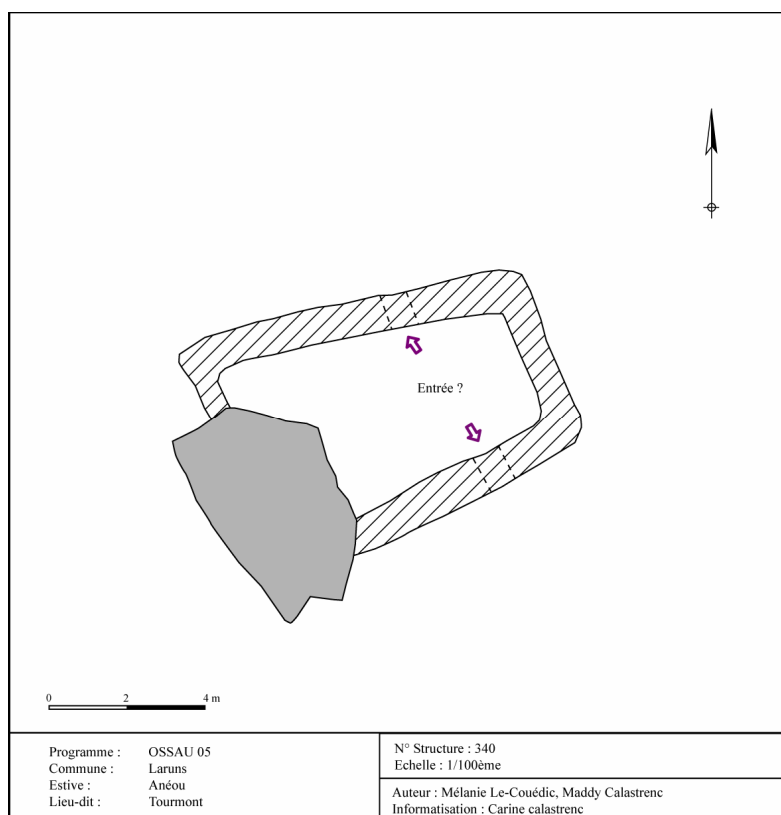 Entrée ?
0 2 4 m
Programme : OSSAU 05
Commune : Laruns
Estive : Anéou
Lieu-dit : Tourmont
N° Structure : 340
Echelle : 1/100ème
Auteur : Mélanie Le-Couédic, Maddy Calastrenc
Informatisation : Carine calastrenc